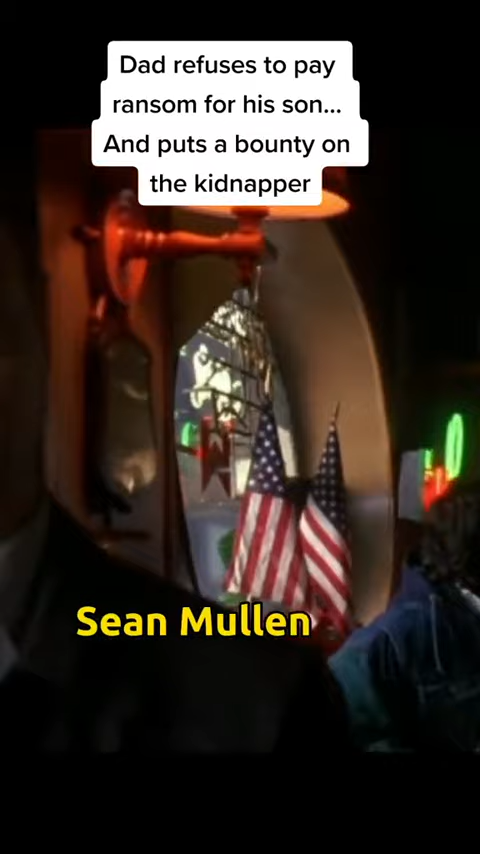 Dad refuses to pay
ransom for his son...
And puts a bounty on
the kidnapper
Sean Mullen